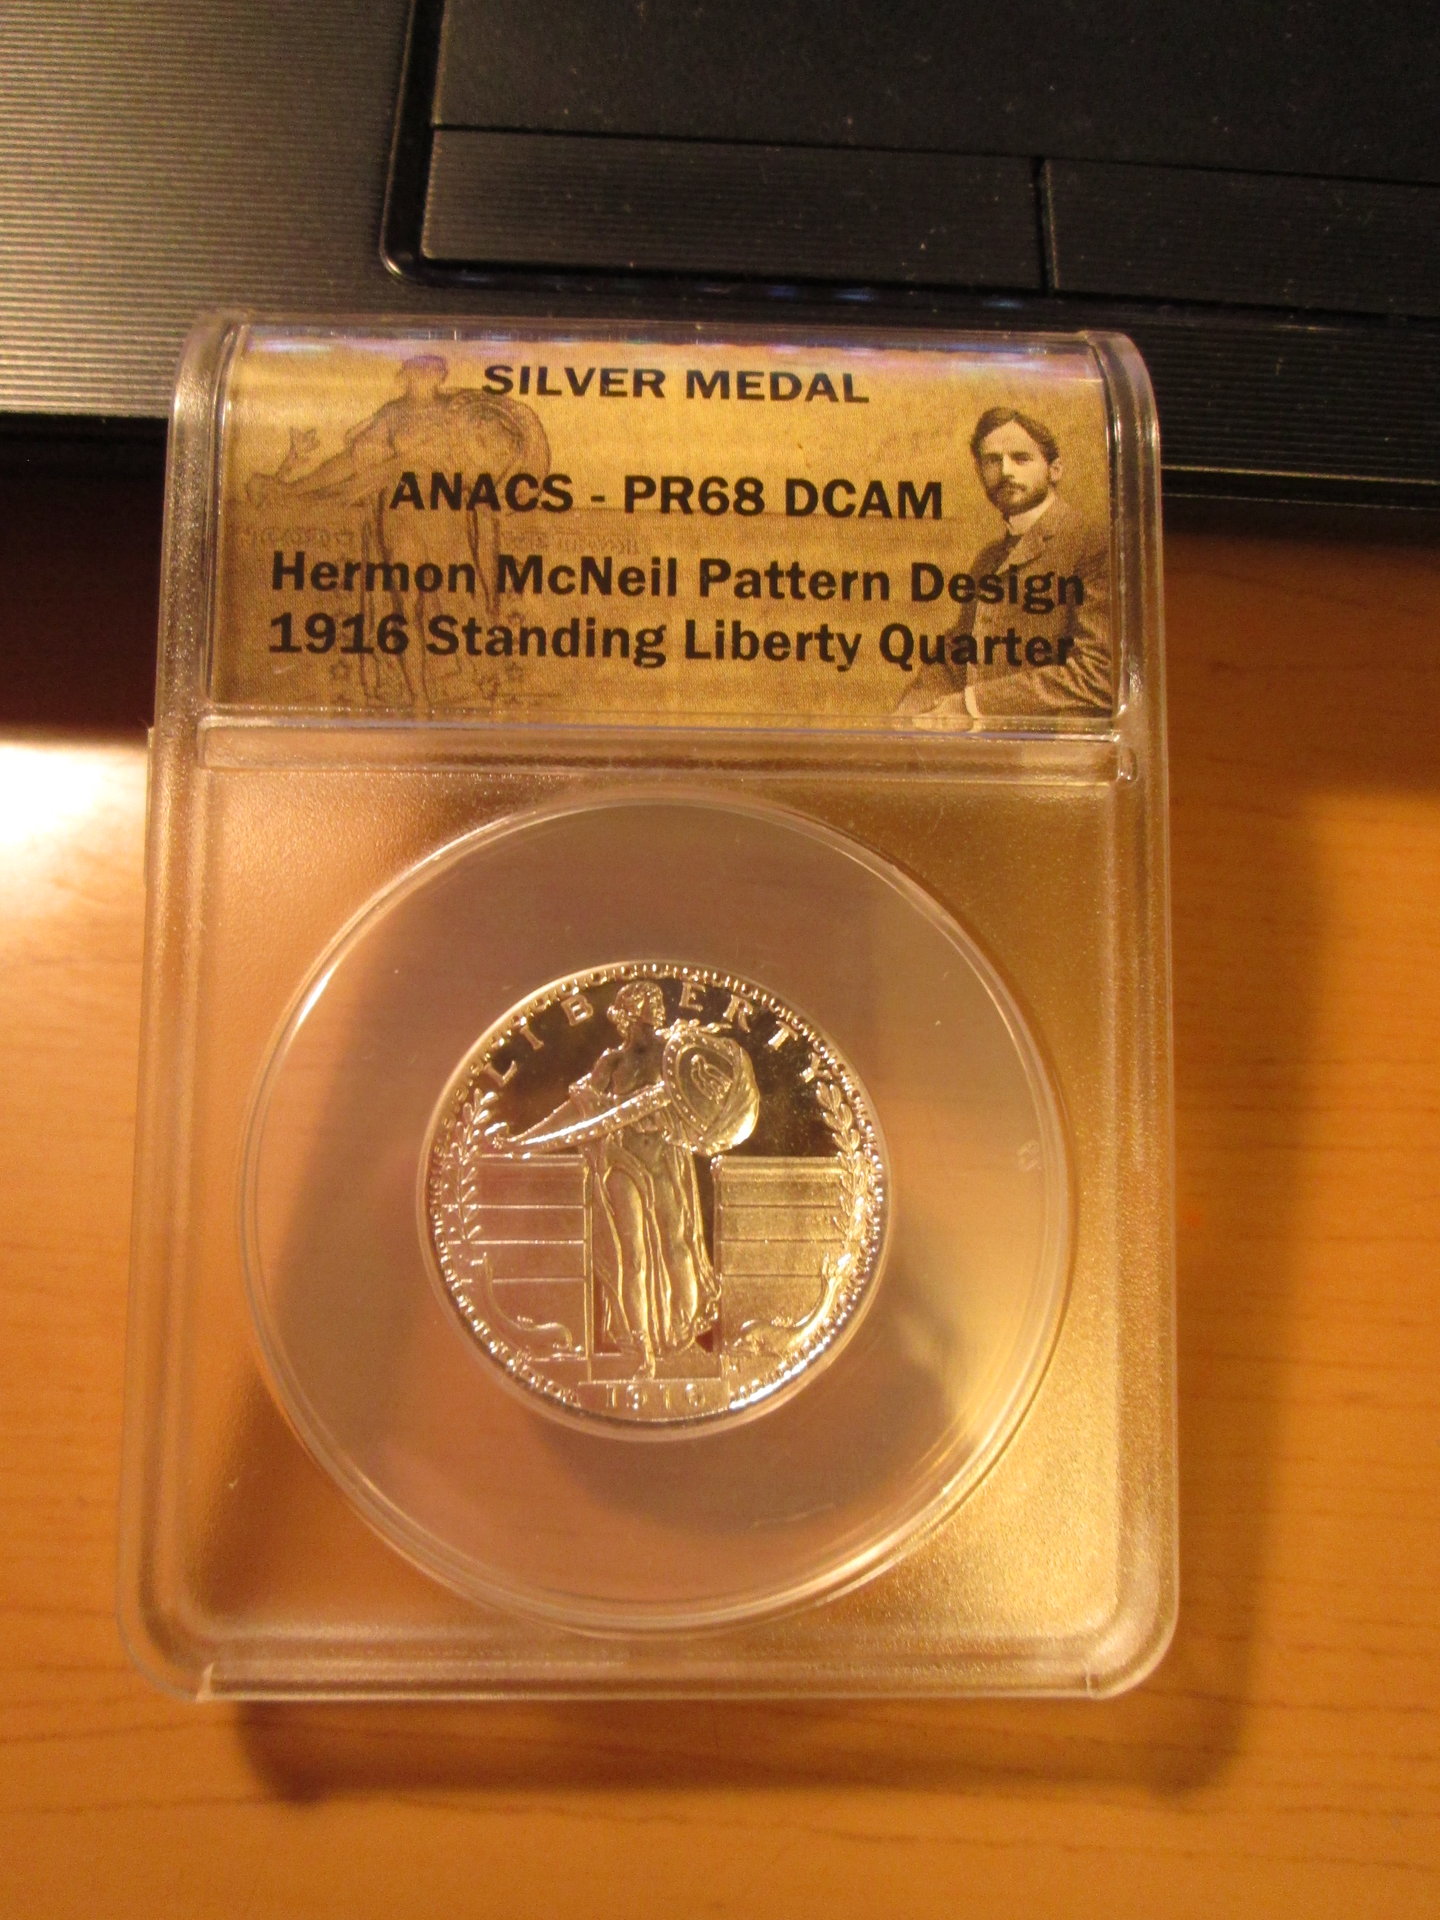 SILVER MEDAL
ANACS - PR68 DCAM
Hermon McNeil Pattern Design
1916 Standing Liberty Quarter
LIBERTY
1916